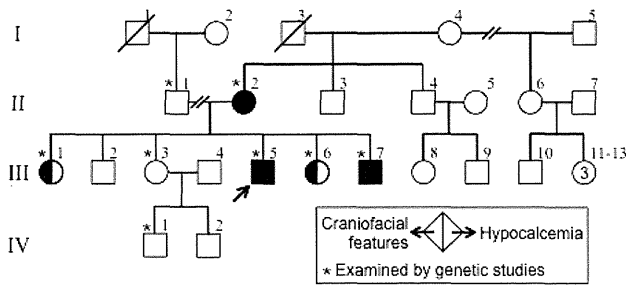 I 1 2 3 4 5
II * 1 * 2 3 4 5 6 7
III * 1 2 * 3 4 * 5 * 6 * 7 8 9 10 11-13
3
IV * 1 2
Craniofacial features Hypocalcemia
* Examined by genetic studies